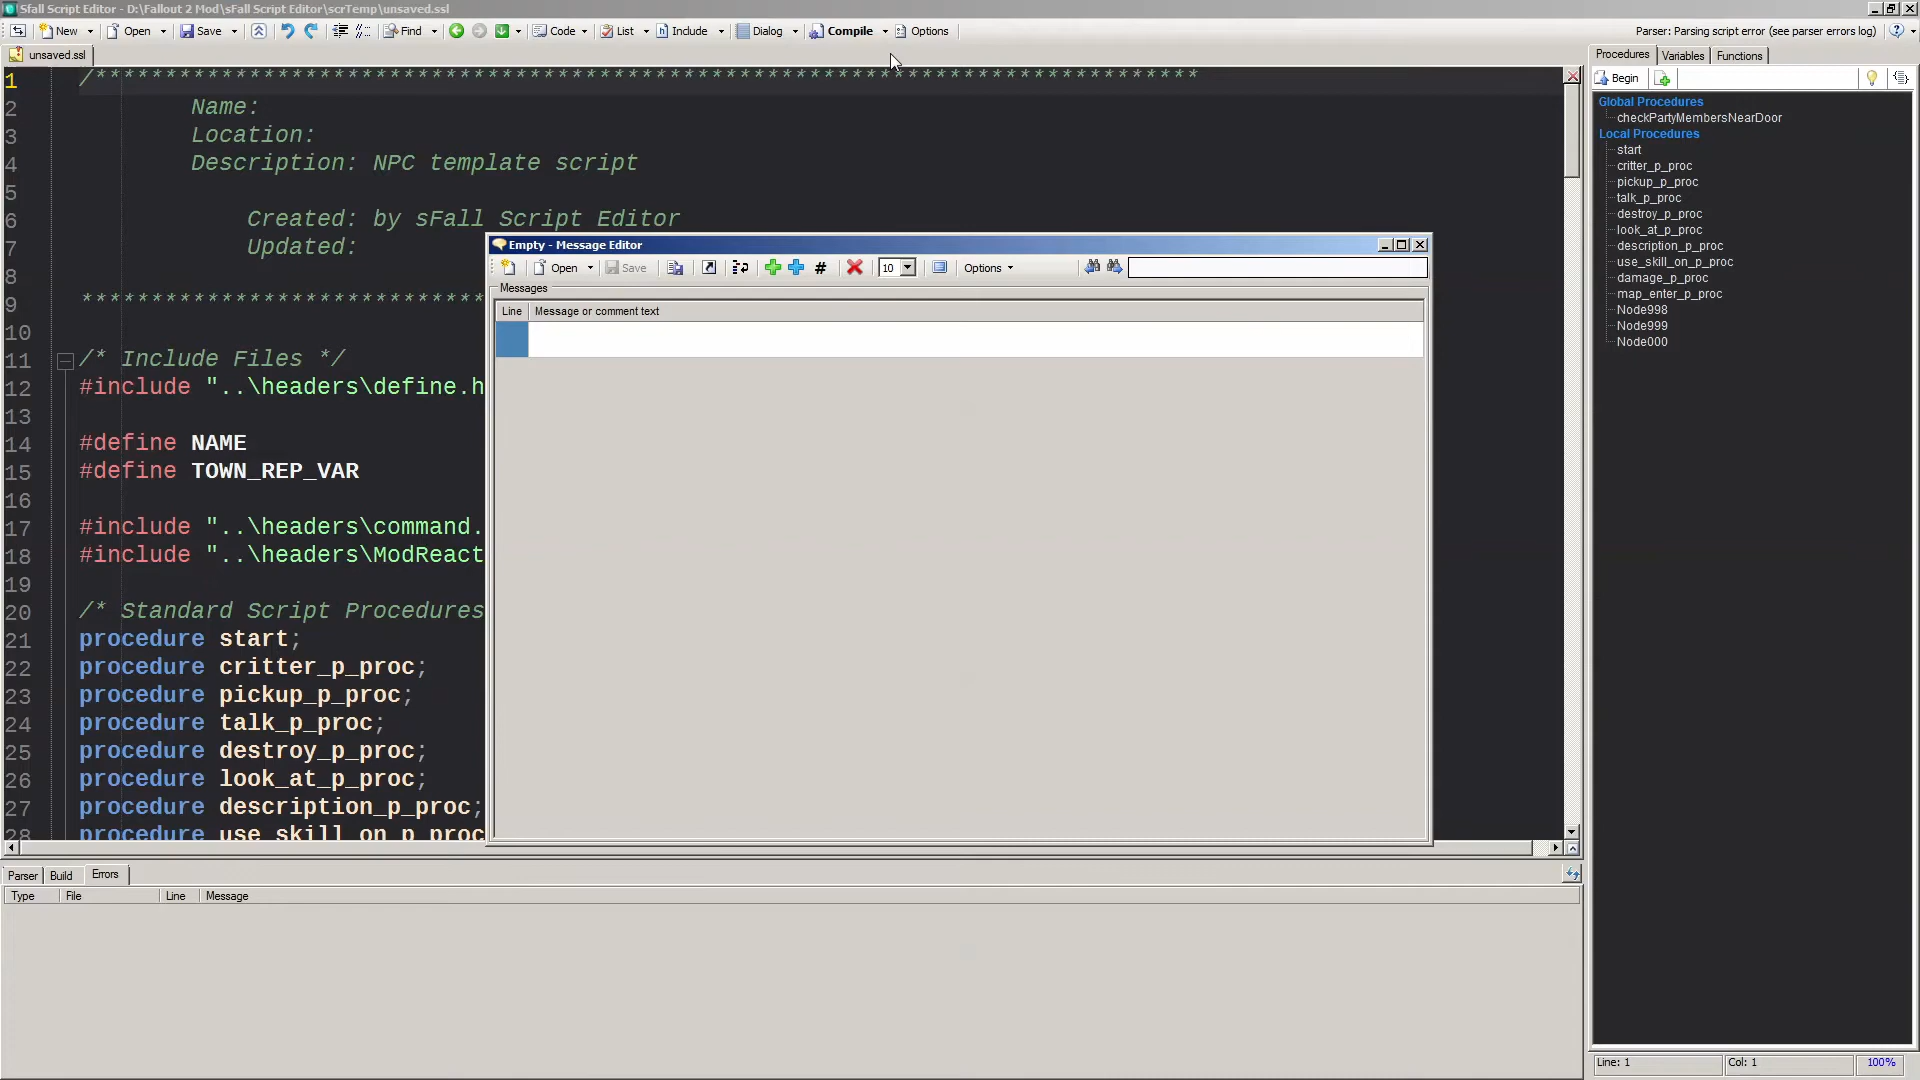 Sfall Script Editor - D:\Fallout 2 Mod\sFall Script Editor\scrTemp\unsaved.ssl
New Open Save Find Code List Include Dialog Compile Options Parser: Parsing script error (see parser errors log)
unsaved.ssl
1 /*******************************************************************************
2 Name:
3 Location:
4 Description: NPC template script
5
6 Created: by sFall Script Editor
7 Updated:
8
9 *****************************
10
11 /* Include Files */
12 #include "..\headers\define.h
13
14 #define NAME
15 #define TOWN_REP_VAR
16
17 #include "..\headers\command.
18 #include "..\headers\ModReact
19
20 /* Standard Script Procedures
21 procedure start;
22 procedure critter_p_proc;
23 procedure pickup_p_proc;
24 procedure talk_p_proc;
25 procedure destroy_p_proc;
26 procedure look_at_p_proc;
27 procedure description_p_proc;
28 procedure use_skill_on_p_proc
Empty - Message Editor
Open Save # 10 Options
Messages
Line Message or comment text
Procedures Variables Functions
Begin
Global Procedures
checkPartyMembersNearDoor
Local Procedures
start
critter_p_proc
pickup_p_proc
talk_p_proc
destroy_p_proc
look_at_p_proc
description_p_proc
use_skill_on_p_proc
damage_p_proc
map_enter_p_proc
Node998
Node999
Node000
Parser Build Errors
Type File Line Message
Line: 1 Col: 1 100%